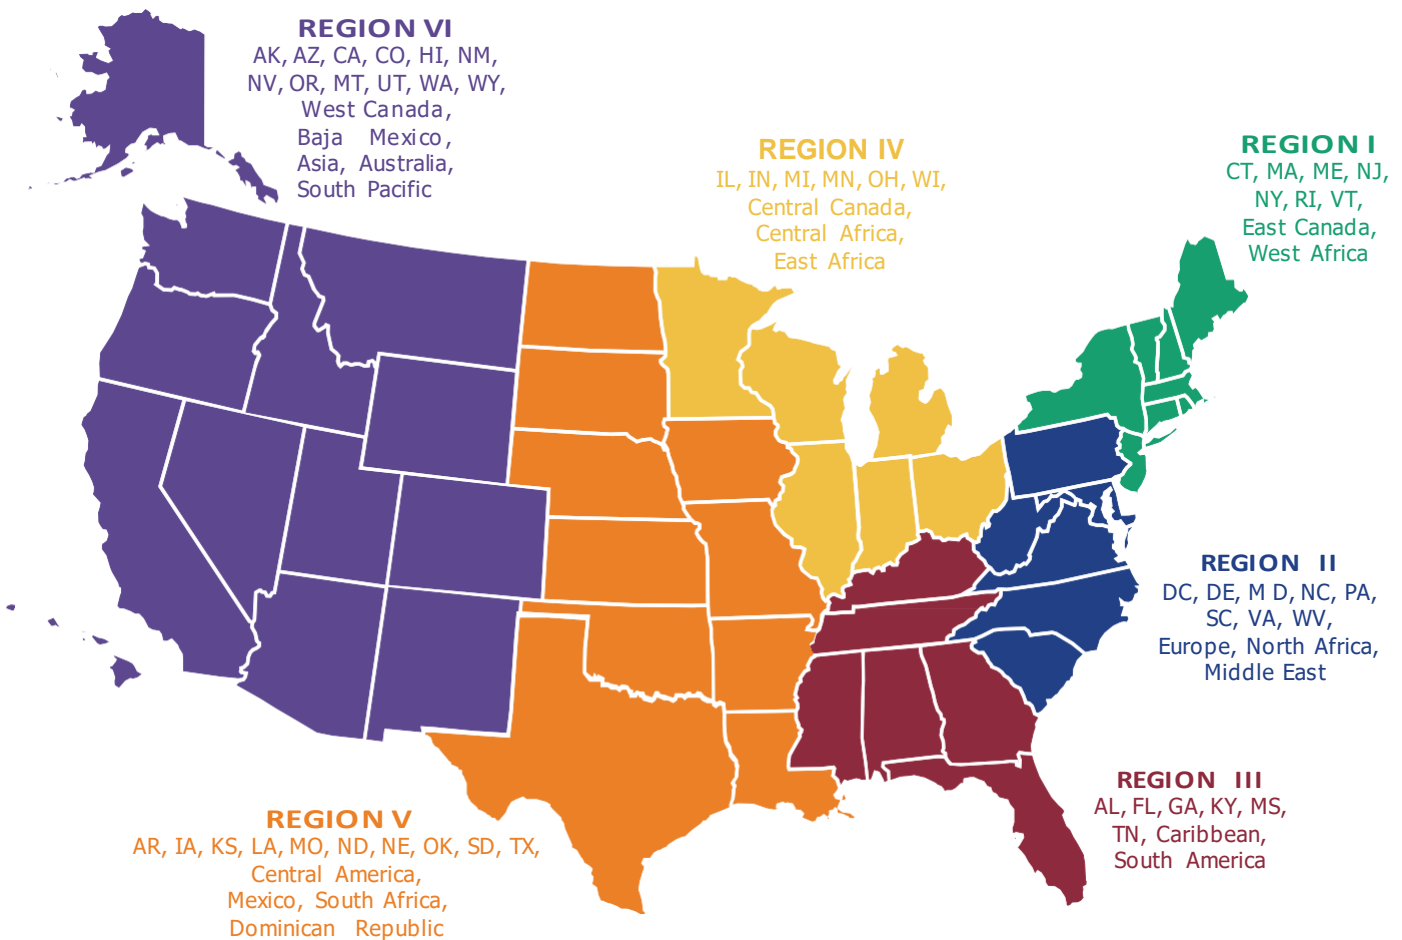 REGION VI
AK, AZ, CA, CO, HI, NM,
NV, OR, MT, UT, WA, WY,
West Canada,
Baja Mexico,
Asia, Australia,
South Pacific
REGION IV
IL, IN, MI, MN, OH, WI,
Central Canada,
Central Africa,
East Africa
REGION I
CT, MA, ME, NJ,
NY, RI, VT,
East Canada,
West Africa
REGION II
DC, DE, M D, NC, PA,
SC, VA, WV,
Europe, North Africa,
Middle East
REGION III
AL, FL, GA, KY, MS,
TN, Caribbean,
South America
REGION V
AR, IA, KS, LA, MO, ND, NE, OK, SD, TX,
Central America,
Mexico, South Africa,
Dominican Republic